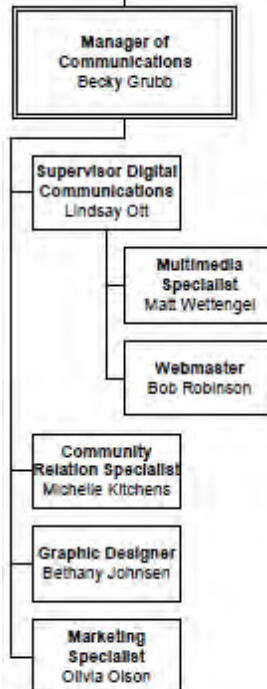 Manager of
Communications
Becky Grubb
Supervisor Digital
Communications
Lindsay Ott
Multimedia
Specialist
Matt Wettengel
Webmaster
Bob Robinson
Community
Relation Specialist
Michelle Kitchens
Graphic Designer
Bethany Johnsen
Marketing
Specialist
Olivia Olson